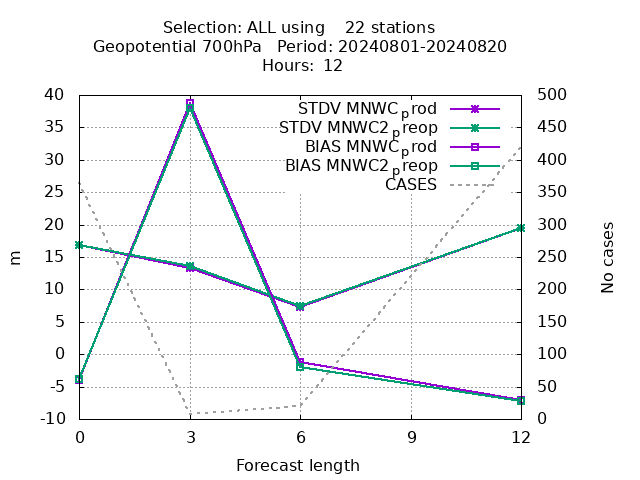 Selection: ALL using    22 stations
Geopotential 700hPa   Period: 20240801-20240820
Hours:  12
40
35
30
25
20
15
10
5
0
-5
-10
500
450
400
350
300
250
200
150
100
50
0
STDV MNWC_prod
STDV MNWC2_preop
BIAS MNWC_prod
BIAS MNWC2_preop
CASES
m
No cases
0
3
6
9
12
Forecast length